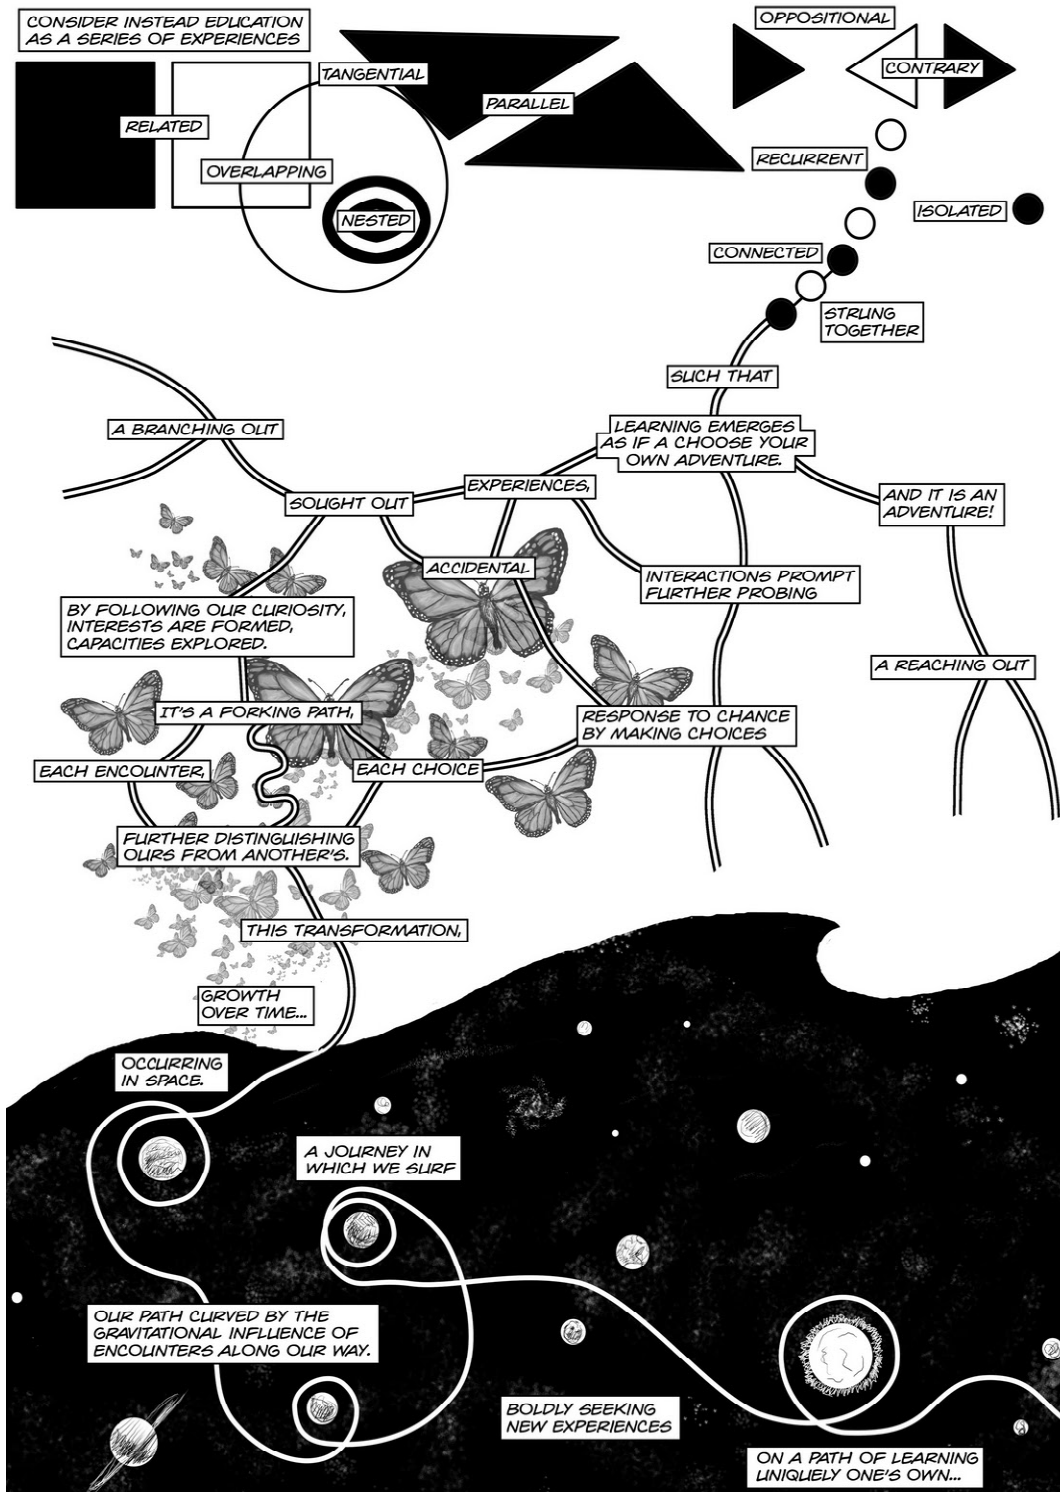 CONSIDER INSTEAD EDUCATION
AS A SERIES OF EXPERIENCES
RELATED
OVERLAPPING
TANGENTIAL
NESTED
PARALLEL
OPPOSITIONAL
CONTRARY
RECURRENT
ISOLATED
CONNECTED
STRUNG
TOGETHER
SUCH THAT
LEARNING EMERGES
AS IF A CHOOSE YOUR
OWN ADVENTURE.
AND IT IS AN
ADVENTURE!
A REACHING OUT
EXPERIENCES,
SOUGHT OUT
A BRANCHING OUT
ACCIDENTAL
INTERACTIONS PROMPT
FURTHER PROBING
RESPONSE TO CHANCE
BY MAKING CHOICES
BY FOLLOWING OUR CURIOSITY,
INTERESTS ARE FORMED,
CAPACITIES EXPLORED.
IT'S A FORKING PATH,
EACH ENCOUNTER,
EACH CHOICE
FURTHER DISTINGUISHING
OURS FROM ANOTHER'S.
THIS TRANSFORMATION,
GROWTH
OVER TIME...
OCCURRING
IN SPACE.
A JOURNEY IN
WHICH WE SURF
OUR PATH CURVED BY THE
GRAVITATIONAL INFLUENCE OF
ENCOUNTERS ALONG OUR WAY.
BOLDLY SEEKING
NEW EXPERIENCES
ON A PATH OF LEARNING
UNIQUELY ONE'S OWN...